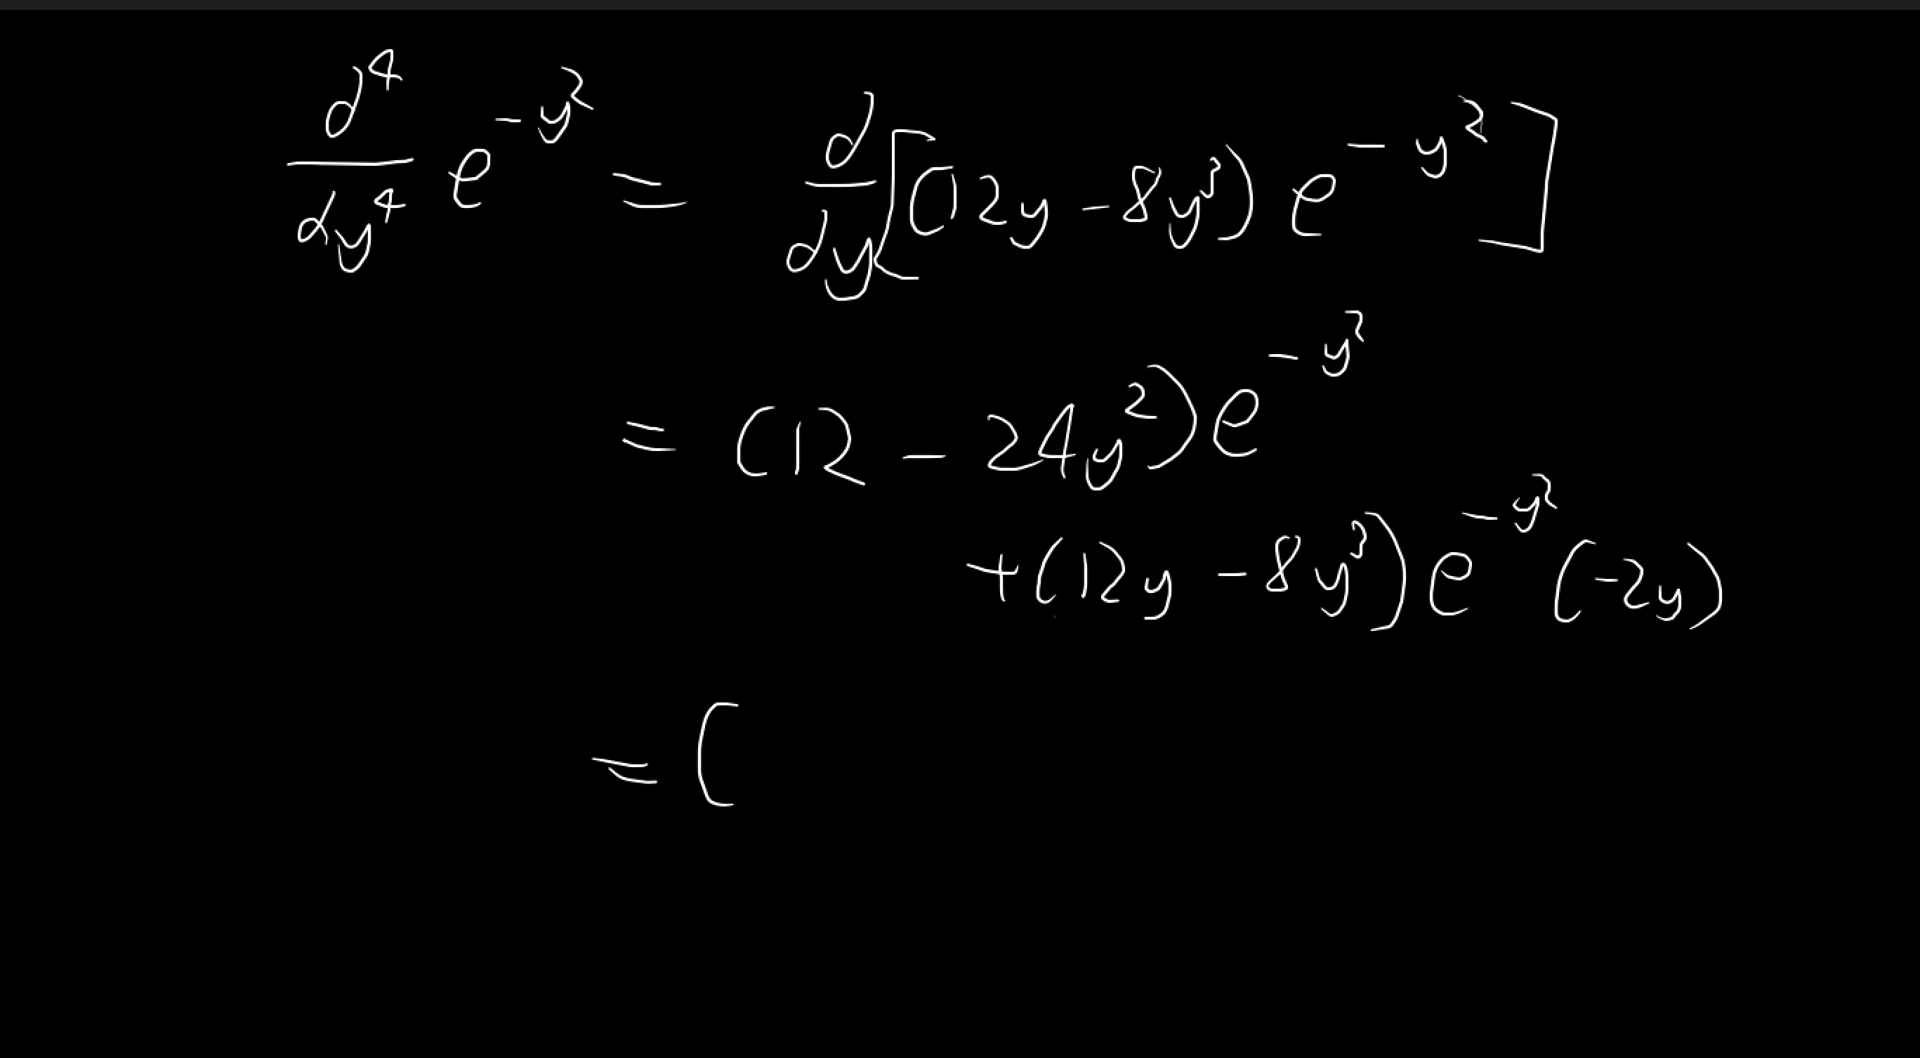 d⁴/dy⁴ e^(-y²) = d/dy[(12y - 8y³) e^(-y²)]
= (12 - 24y²) e^(-y²)
+ (12y - 8y³) e^(-y²) (-2y)
= (